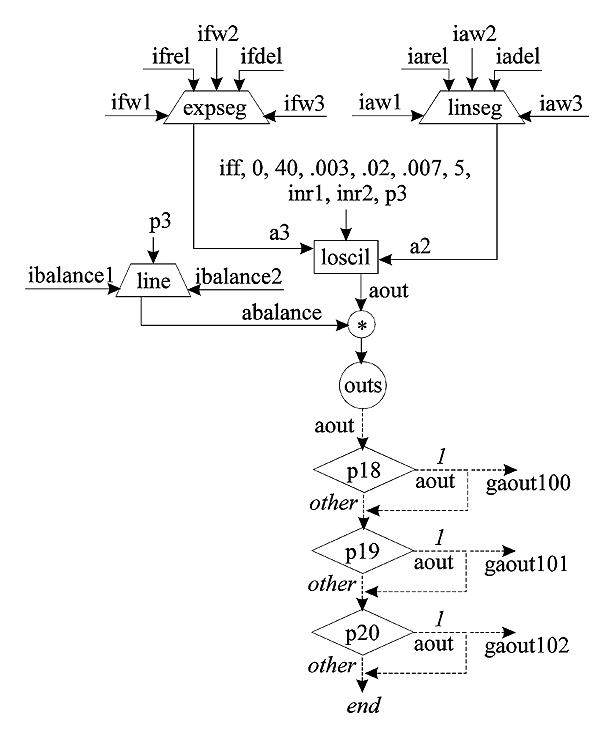 ifw2
ifrel ifdel
ifw1 expseg ifw3
iaw2
iarel iadel
iaw1 linseg iaw3
iff, 0, 40, .003, .02, .007, 5,
inr1, inr2, p3
p3
a3 loscil a2
ibalance1 line ibalance2
aout
abalance *
outs
aout
p18 1 aout gaout100
other
p19 1 aout gaout101
other
p20 1 aout gaout102
other
end